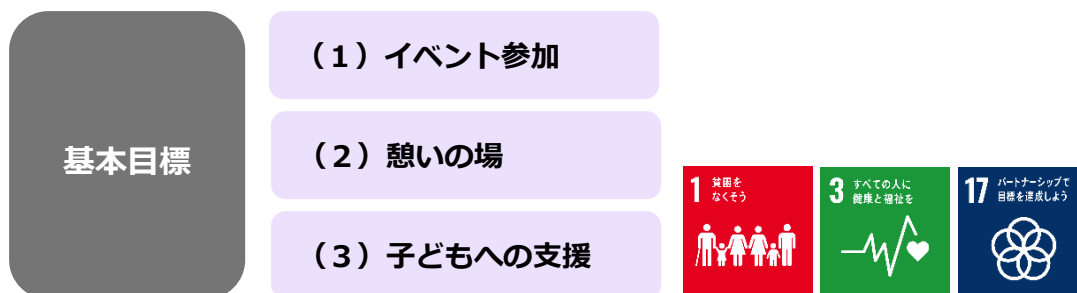 基本目標
（１）イベント参加
（２）憩いの場
（３）子どもへの支援
1 貧困を
なくそう
3 すべての人に
健康と福祉を
17 パートナーシップで
目標を達成しよう